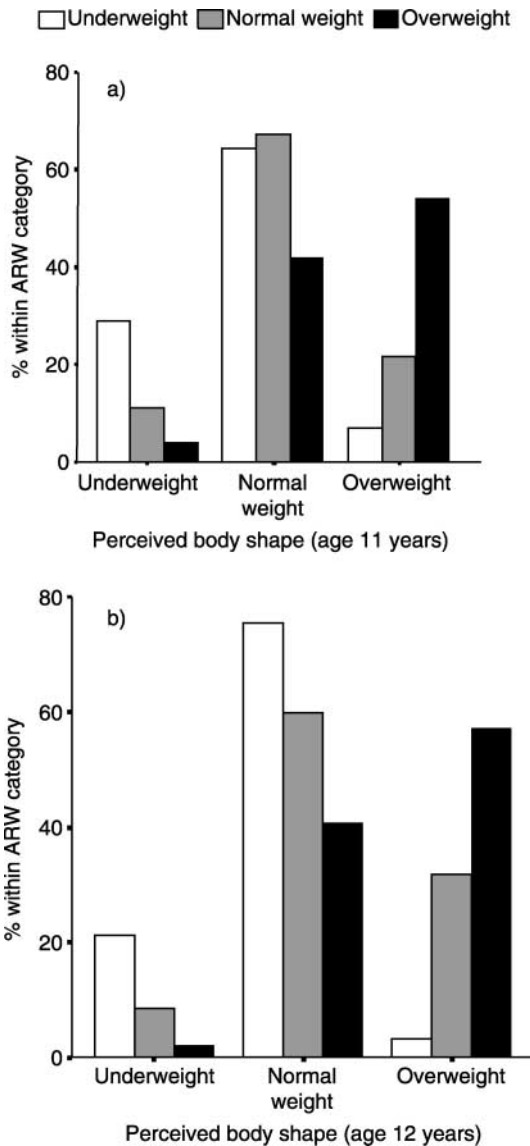 Underweight Normal weight Overweight
a)
% within ARW category
80
60
40
20
0
Underweight Normal Overweight
weight
Perceived body shape (age 11 years)
b)
% within ARW category
80
60
40
20
0
Underweight Normal Overweight
weight
Perceived body shape (age 12 years)